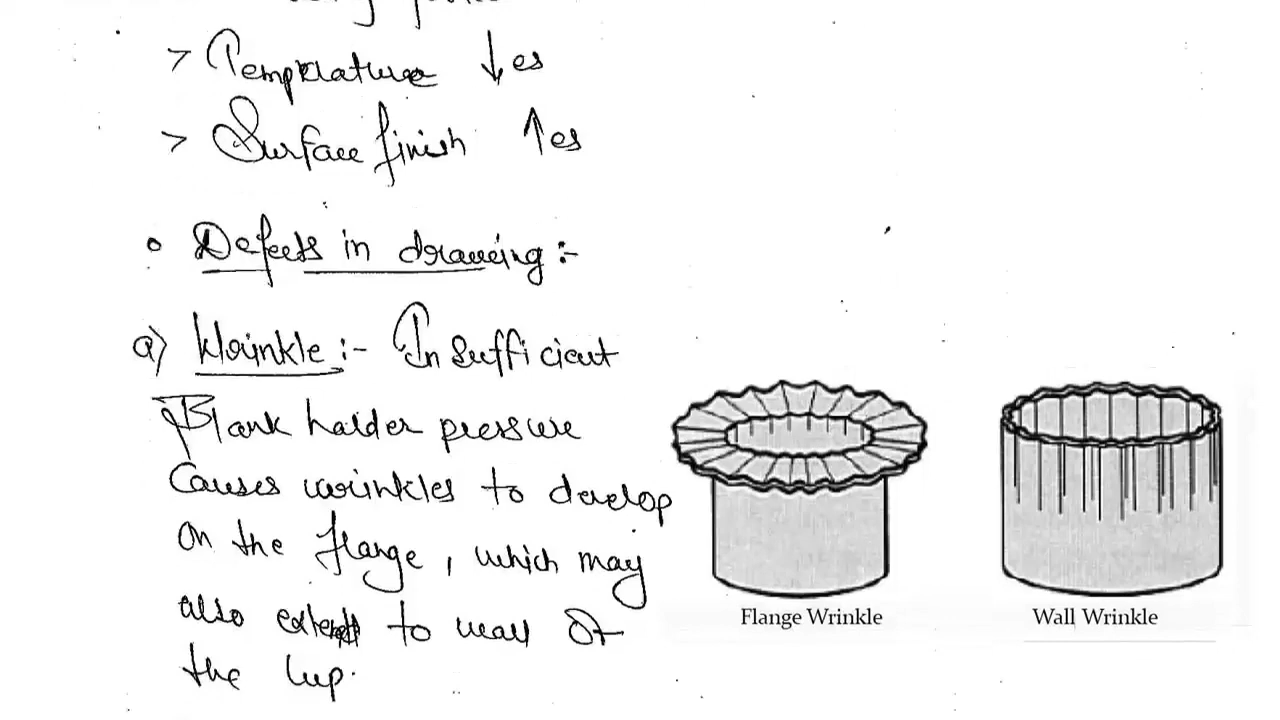 > Temperature ↓es
> Surface finish ↑es
• Defects in drawing :-
a) Wrinkle :- Insufficient
Blank holder pressure
causes wrinkles to develop
on the flange, which may
also extend to wall of
the cup.
Flange Wrinkle
Wall Wrinkle